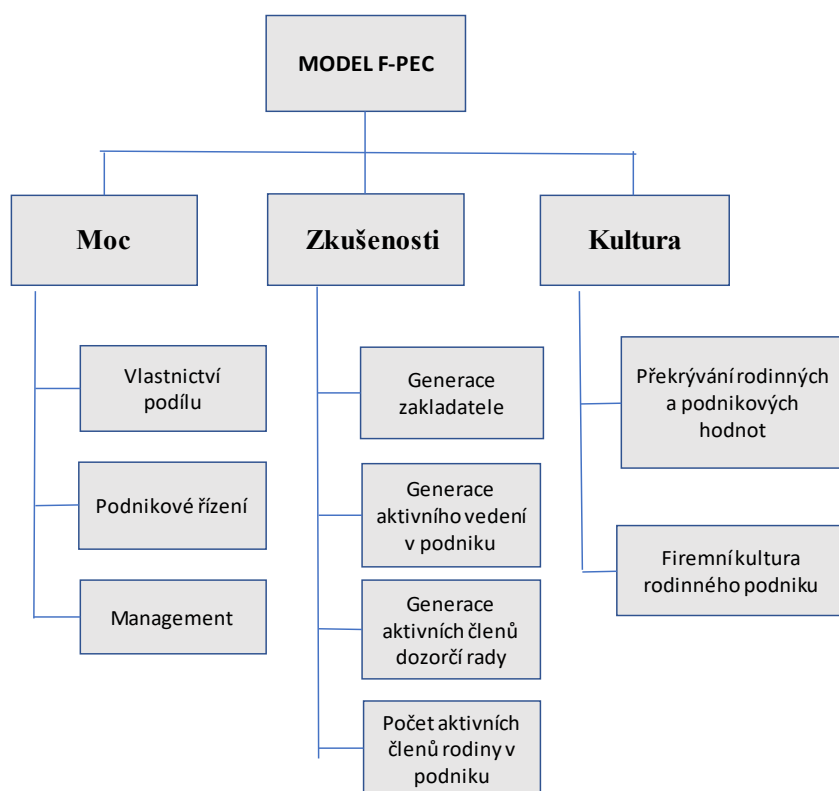 MODEL F-PEC
Moc
Vlastnictví
podílu
Podnikové řízení
Management
Zkušenosti
Generace
zakladatele
Generace
aktivního vedení
v podniku
Generace
aktivních členů
dozorčí rady
Počet aktivních
členů rodiny v
podniku
Kultura
Překrývání rodinných
a podnikových
hodnot
Firemní kultura
rodinného podniku